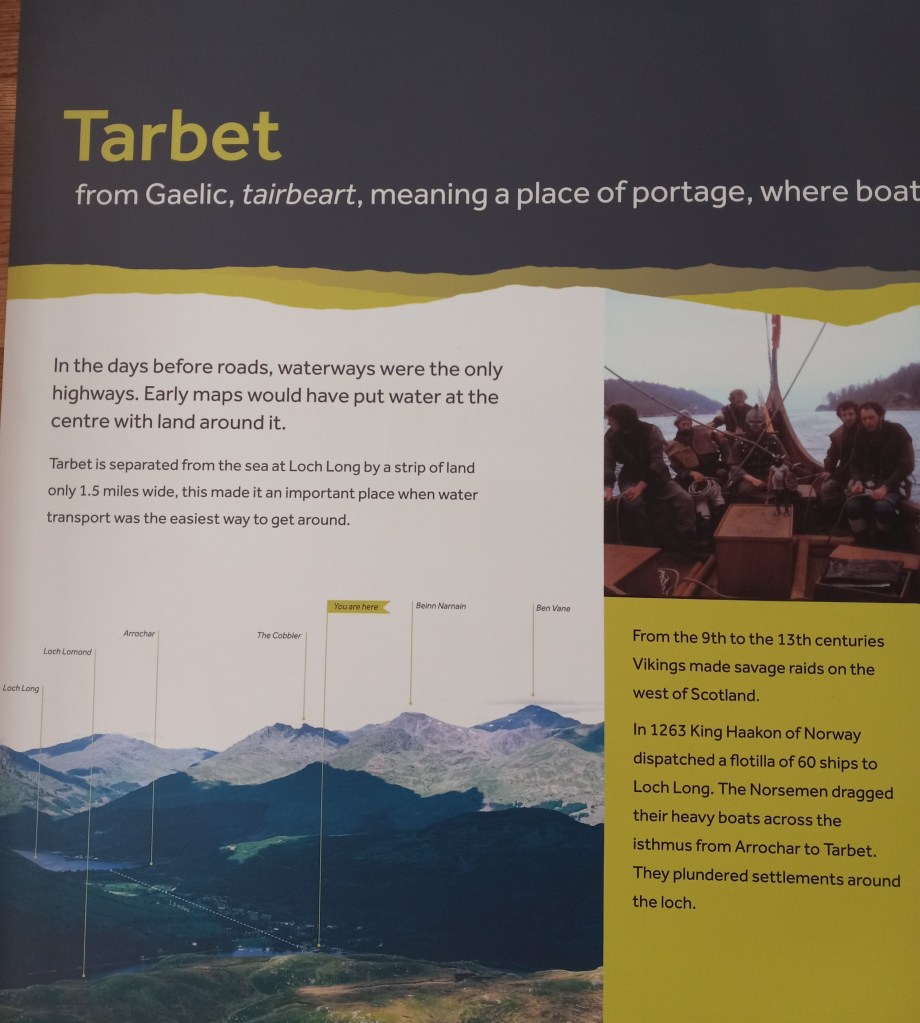 Tarbet
from Gaelic, tairbeart, meaning a place of portage, where boat
In the days before roads, waterways were the only
highways. Early maps would have put water at the
centre with land around it.
Tarbet is separated from the sea at Loch Long by a strip of land
only 1.5 miles wide, this made it an important place when water
transport was the easiest way to get around.
Loch Long
Loch Lomond
Arrochar
The Cobbler
You are here
Beinn Narnain
Ben Vane
1.5 miles
From the 9th to the 13th centuries
Vikings made savage raids on the
west of Scotland.
In 1263 King Haakon of Norway
dispatched a flotilla of 60 ships to
Loch Long. The Norsemen dragged
their heavy boats across the
isthmus from Arrochar to Tarbet.
They plundered settlements around
the loch.